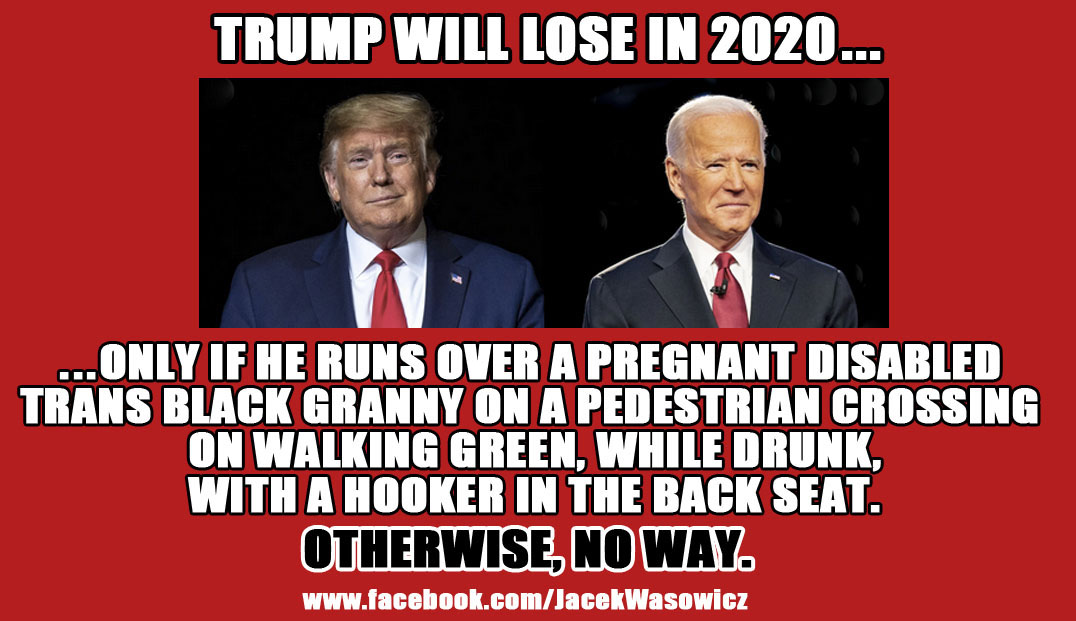 TRUMP WILL LOSE IN 2020...
...ONLY IF HE RUNS OVER A PREGNANT DISABLED
TRANS BLACK GRANNY ON A PEDESTRIAN CROSSING
ON WALKING GREEN, WHILE DRUNK,
WITH A HOOKER IN THE BACK SEAT.
OTHERWISE, NO WAY.
www.facebook.com/JacekWasowicz